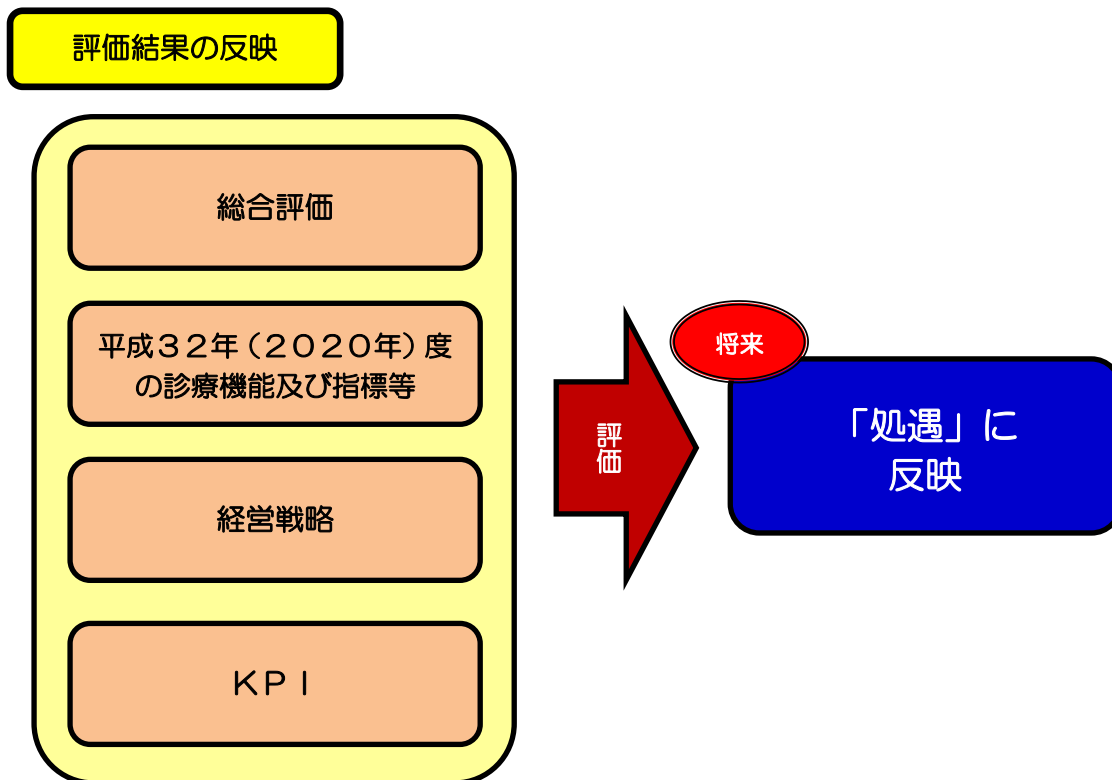 評価結果の反映
総合評価
平成３２年（２０２０年）度
の診療機能及び指標等
経営戦略
ＫＰＩ
評価
将来
「処遇」に
反映